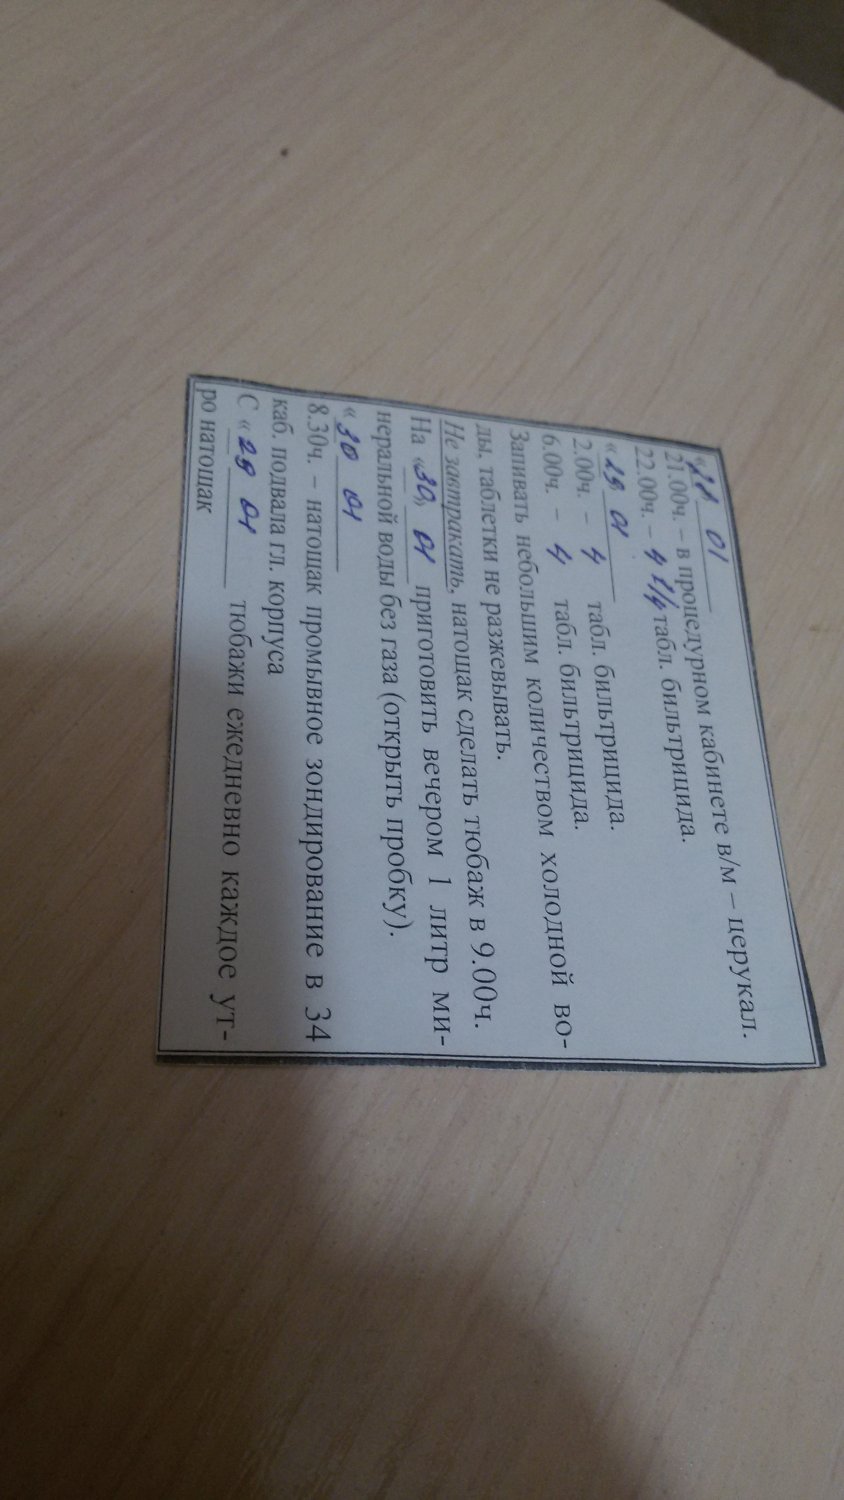 « 01
21.00ч. – в процедурном кабинете в/м – церукал.
22.00ч. – 4 1/4 табл. бильтрицида.
«29 01
2.00ч. – 4 табл. бильтрицида.
6.00ч. – 4 табл. бильтрицида.
Запивать небольшим количеством холодной во-
ды. таблетки не разжевывать.
Не завтракать, натощак сделать тюбаж в 9.00ч.
На «30» 01 приготовить вечером 1 литр ми-
неральной воды без газа (открыть пробку).
«30 01
8.30ч. – натощак промывное зондирование в 34
каб. подвала гл. корпуса
С «29 01 тюбажи ежедневно каждое ут-
ро натощак